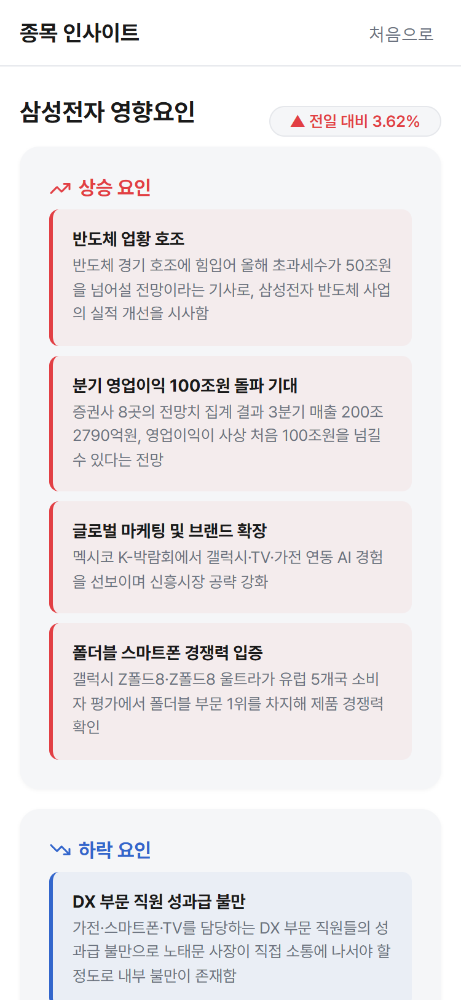 종목 인사이트
처음으로
삼성전자 영향요인
▲ 전일 대비 3.62%
상승 요인
반도체 업황 호조
반도체 경기 호조에 힘입어 올해 초과세수가 50조원
을 넘어설 전망이라는 기사로, 삼성전자 반도체 사업
의 실적 개선을 시사함
분기 영업이익 100조원 돌파 기대
증권사 8곳의 전망치 집계 결과 3분기 매출 200조
2790억원, 영업이익이 사상 처음 100조원을 넘길
수 있다는 전망
글로벌 마케팅 및 브랜드 확장
멕시코 K-박람회에서 갤럭시·TV·가전 연동 AI 경험
을 선보이며 신흥시장 공략 강화
폴더블 스마트폰 경쟁력 입증
갤럭시 Z폴드8·Z폴드8 울트라가 유럽 5개국 소비
자 평가에서 폴더블 부문 1위를 차지해 제품 경쟁력
확인
하락 요인
DX 부문 직원 성과급 불만
가전·스마트폰·TV를 담당하는 DX 부문 직원들의 성
과급 불만으로 노태문 사장이 직접 소통에 나서야 할
정도로 내부 불만이 존재함